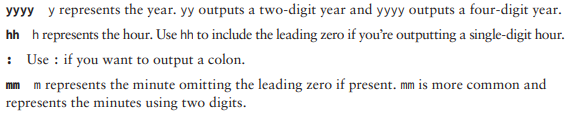 yyyy y represents the year. yy outputs a two-digit year and yyyy outputs a four-digit year.
hh h represents the hour. Use hh to include the leading zero if you're outputting a single-digit hour.
: Use : if you want to output a colon.
mm m represents the minute omitting the leading zero if present. mm is more common and
represents the minutes using two digits.